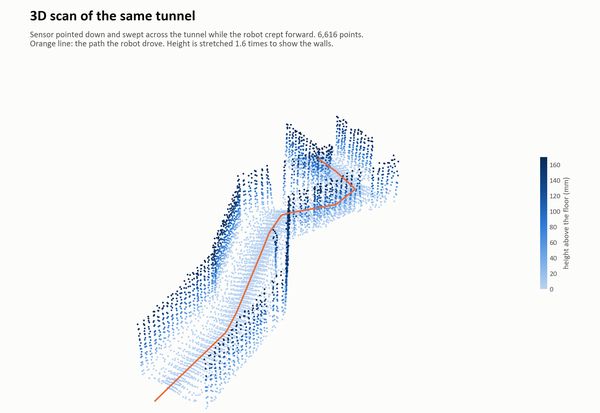 3D scan of the same tunnel
Sensor pointed down and swept across the tunnel while the robot crept forward. 6,616 points.
Orange line: the path the robot drove. Height is stretched 1.6 times to show the walls.
160
140
120
100
80
60
40
20
0
height above the floor (mm)